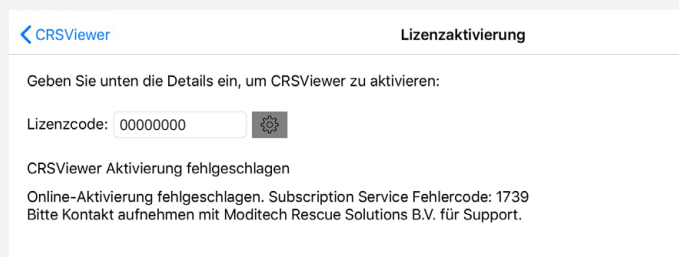 CRSViewer
Lizenzaktivierung
Geben Sie unten die Details ein, um CRSViewer zu aktivieren:
Lizenzcode: 00000000
CRSViewer Aktivierung fehlgeschlagen
Online-Aktivierung fehlgeschlagen. Subscription Service Fehlercode: 1739
Bitte Kontakt aufnehmen mit Moditech Rescue Solutions B.V. für Support.